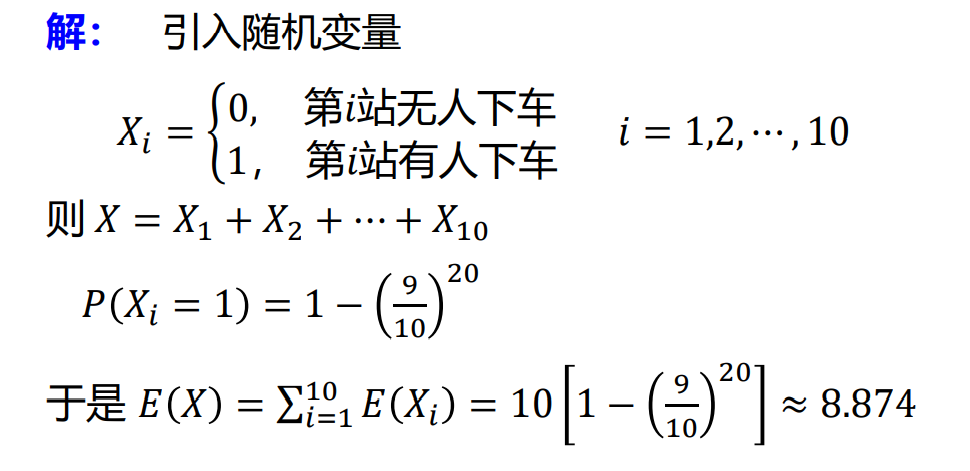 解： 引入随机变量
$X_i = \begin{cases} 0, & 第i站无人下车 \\ 1, & 第i站有人下车 \end{cases} \quad i = 1,2,\cdots,10$
则 $X = X_1 + X_2 + \cdots + X_{10}$
$P(X_i = 1) = 1 - \left(\frac{9}{10}\right)^{20}$
于是 $E(X) = \sum_{i=1}^{10} E(X_i) = 10\left[1 - \left(\frac{9}{10}\right)^{20}\right] \approx 8.874$